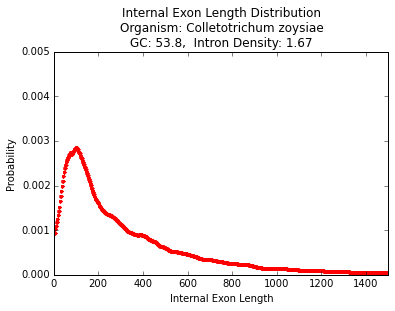 Internal Exon Length Distribution
Organism: Colletotrichum zoysiae
GC: 53.8,  Intron Density: 1.67
0.005
0.004
0.003
0.002
0.001
0.000
Probability
0 200 400 600 800 1000 1200 1400
Internal Exon Length